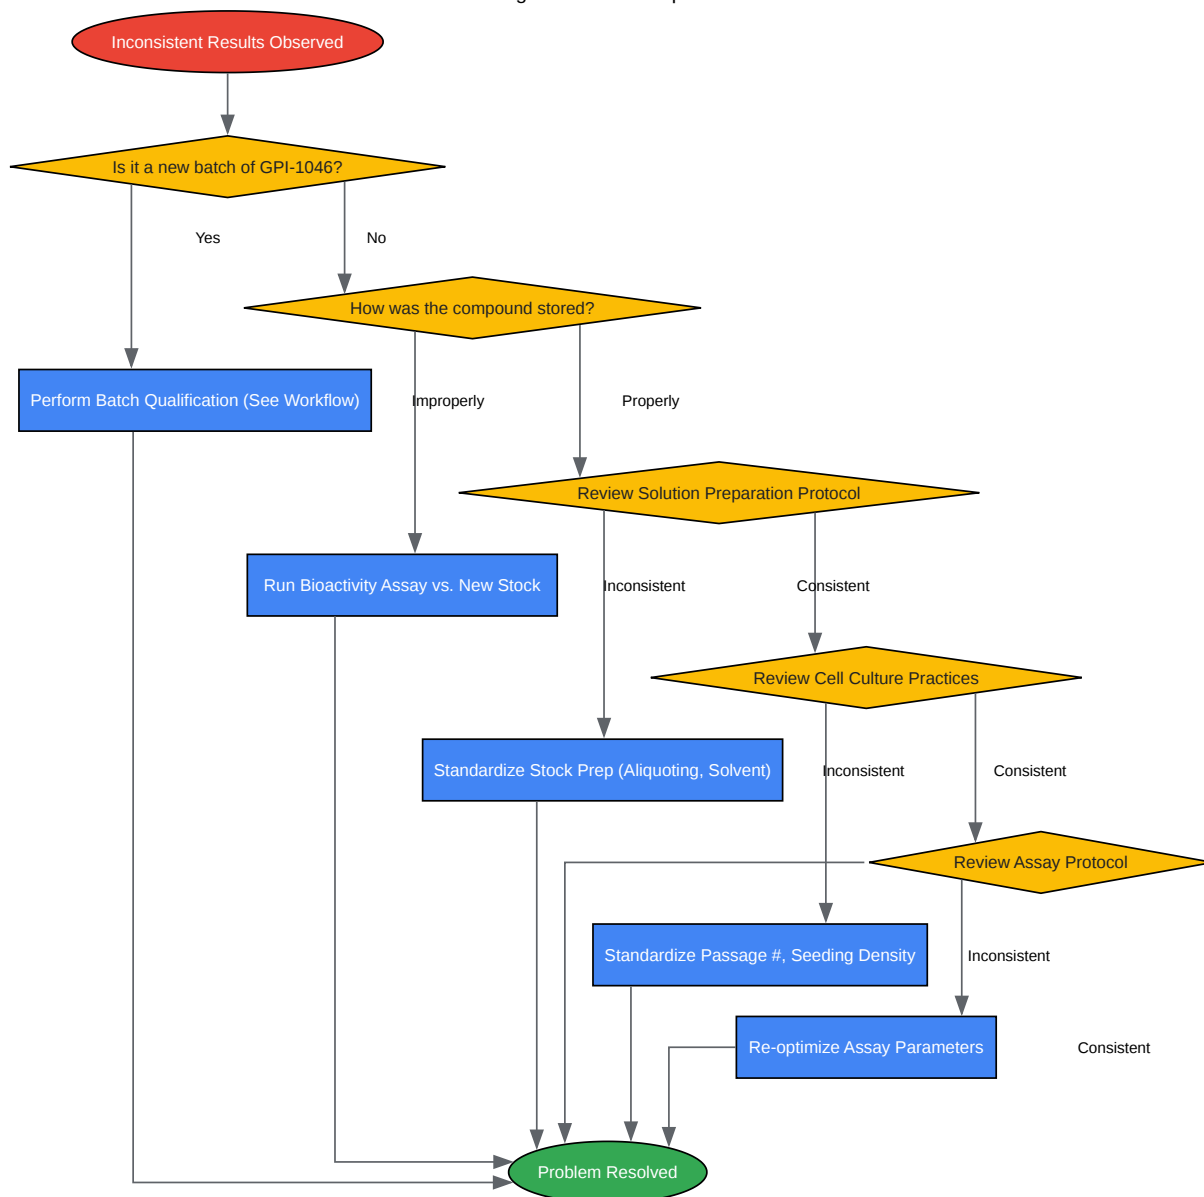 Inconsistent Results Observed
Is it a new batch of GPI-1046?
Yes
No
How was the compound stored?
Perform Batch Qualification (See Workflow)
Improperly
Properly
Review Solution Preparation Protocol
Run Bioactivity Assay vs. New Stock
Inconsistent
Consistent
Review Cell Culture Practices
Standardize Stock Prep (Aliquoting, Solvent)
Inconsistent
Consistent
Review Assay Protocol
Standardize Passage #, Seeding Density
Inconsistent
Re-optimize Assay Parameters
Consistent
Problem Resolved